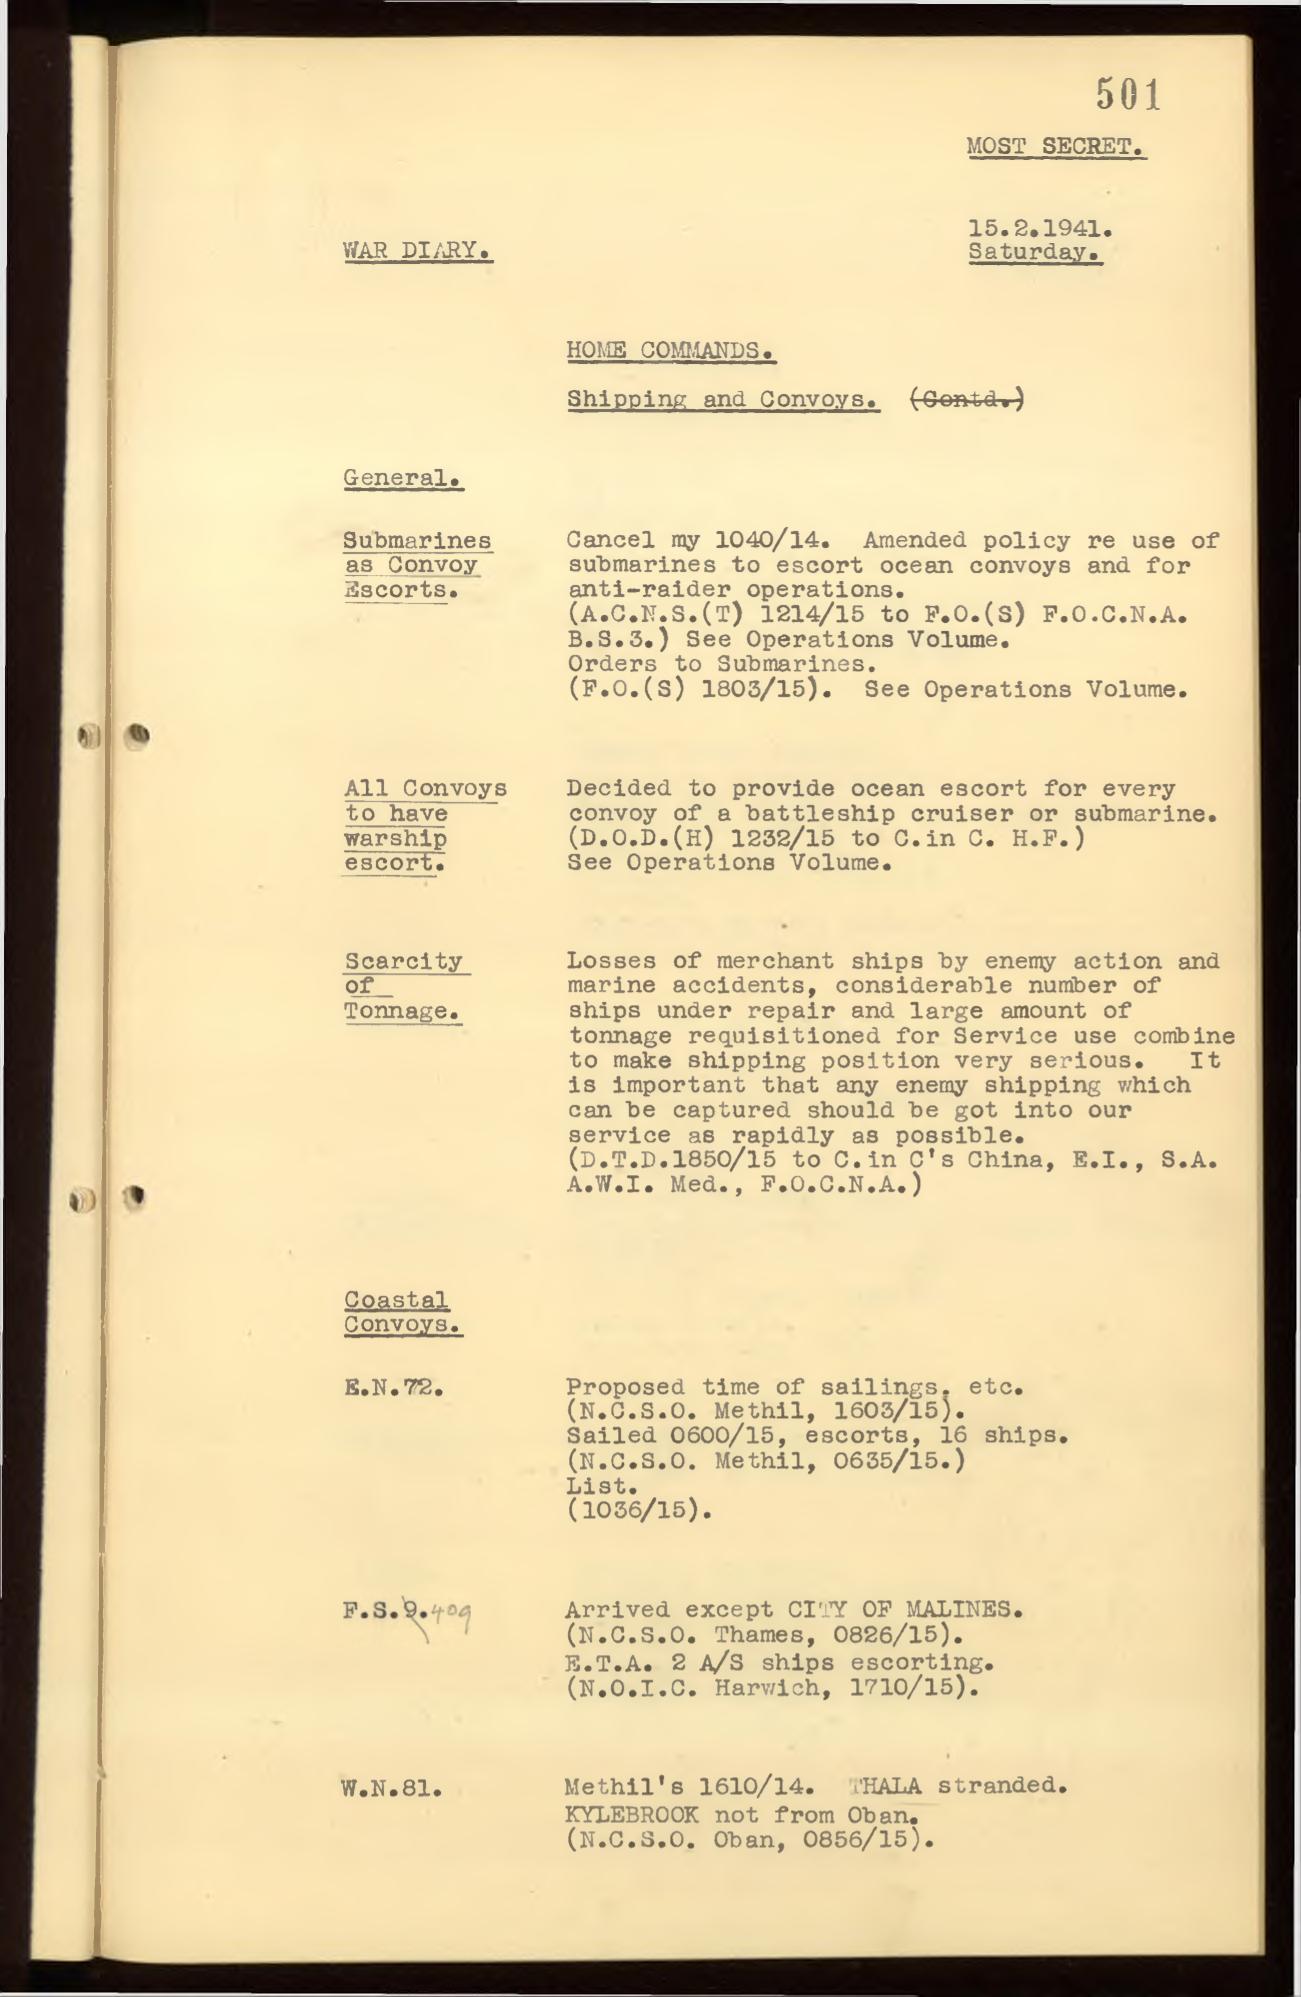 501
MOST SECRET.
15.2.1941.
WAR DIARY.
Saturday.
HOME COMMANDS.
Shipping and Convoys. (Contd.)
General.
Submarines
as Convoy
Escorts.
Cancel my 1040/14. Amended policy re use of
submarines to escort ocean convoys and for
anti-raider operations.
(A.C.N.S.(T) 1214/15 to F.O.(S) F.O.C.N.A.
B.S.3.) See Operations Volume.
Orders to Submarines.
(F.O.(S) 1803/15). See Operations Volume.
All Convoys
to have
warship
escort.
Decided to provide ocean escort for every
convoy of a battleship cruiser or submarine.
(D.O.D.(H) 1232/15 to C.in C. H.F.)
See Operations Volume.
Scarcity
of
Tonnage.
Losses of merchant ships by enemy action and
marine accidents, considerable number of
ships under repair and large amount of
tonnage requisitioned for Service use combine
to make shipping position very serious. It
is important that any enemy shipping which
can be captured should be got into our
service as rapidly as possible.
(D.T.D.1850/15 to C.in C's China, E.I., S.A.
A.W.I. Med., F.O.C.N.A.)
Coastal
Convoys.
E.N.72.
Proposed time of sailings, etc.
(N.C.S.O. Methil, 1603/15).
Sailed 0600/15, escorts, 16 ships.
(N.C.S.O. Methil, 0635/15.)
List.
(1036/15).
F.S.9. 409
Arrived except CITY OF MALINES.
(N.C.S.O. Thames, 0826/15).
E.T.A. 2 A/S ships escorting.
(N.O.I.C. Harwich, 1710/15).
W.N.81.
Methil's 1610/14. THALA stranded.
KYLEBROOK not from Oban.
(N.C.S.O. Oban, 0856/15).